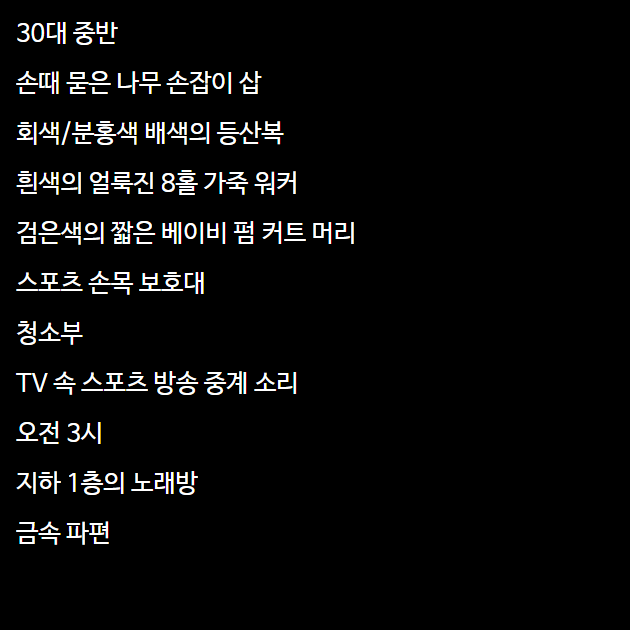 30대 중반
손때 묻은 나무 손잡이 삽
회색/분홍색 배색의 등산복
흰색의 얼룩진 8홀 가죽 워커
검은색의 짧은 베이비 펌 커트 머리
스포츠 손목 보호대
청소부
TV 속 스포츠 방송 중계 소리
오전 3시
지하 1층의 노래방
금속 파편